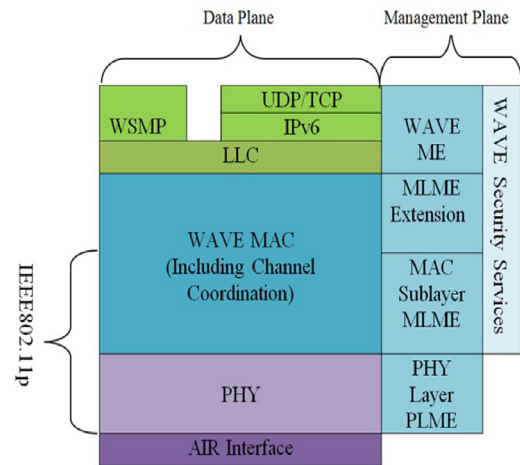 Data Plane
Management Plane
WSMP
UDP/TCP
IPv6
LLC
WAVE
ME
WAVE Security Services
WAVE MAC
(Including Channel
Coordination)
MLME
Extension
MAC
Sublayer
MLME
IEEE802.11p
PHY
PHY
Layer
PLME
AIR Interface